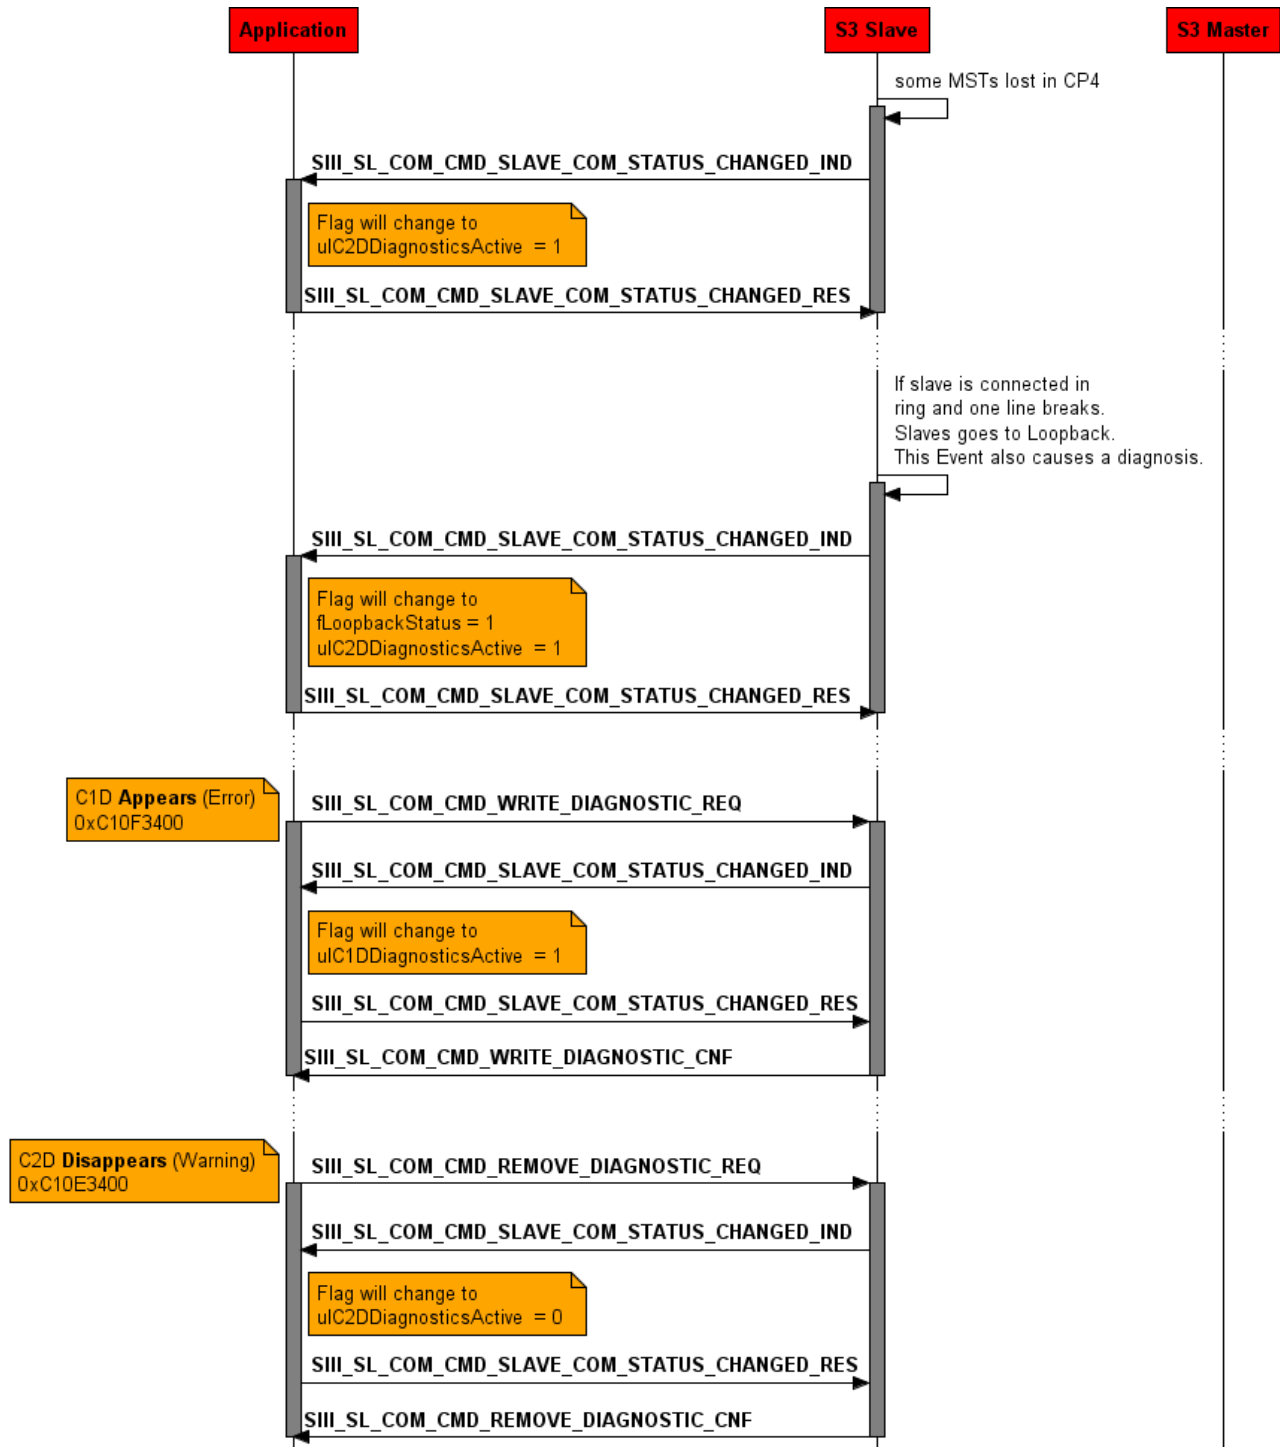 Application
S3 Slave
S3 Master
some MSTs lost in CP4
SIII_SL_COM_CMD_SLAVE_COM_STATUS_CHANGED_IND
Flag will change to
ulC2DDiagnosticsActive = 1
SIII_SL_COM_CMD_SLAVE_COM_STATUS_CHANGED_RES
If slave is connected in
ring and one line breaks.
Slaves goes to Loopback.
This Event also causes a diagnosis.
SIII_SL_COM_CMD_SLAVE_COM_STATUS_CHANGED_IND
Flag will change to
fLoopbackStatus = 1
ulC2DDiagnosticsActive = 1
SIII_SL_COM_CMD_SLAVE_COM_STATUS_CHANGED_RES
C1D Appears (Error)
0xC10F3400
SIII_SL_COM_CMD_WRITE_DIAGNOSTIC_REQ
SIII_SL_COM_CMD_SLAVE_COM_STATUS_CHANGED_IND
Flag will change to
ulC1DDiagnosticsActive = 1
SIII_SL_COM_CMD_SLAVE_COM_STATUS_CHANGED_RES
SIII_SL_COM_CMD_WRITE_DIAGNOSTIC_CNF
C2D Disappears (Warning)
0xC10E3400
SIII_SL_COM_CMD_REMOVE_DIAGNOSTIC_REQ
SIII_SL_COM_CMD_SLAVE_COM_STATUS_CHANGED_IND
Flag will change to
ulC2DDiagnosticsActive = 0
SIII_SL_COM_CMD_SLAVE_COM_STATUS_CHANGED_RES
SIII_SL_COM_CMD_REMOVE_DIAGNOSTIC_CNF